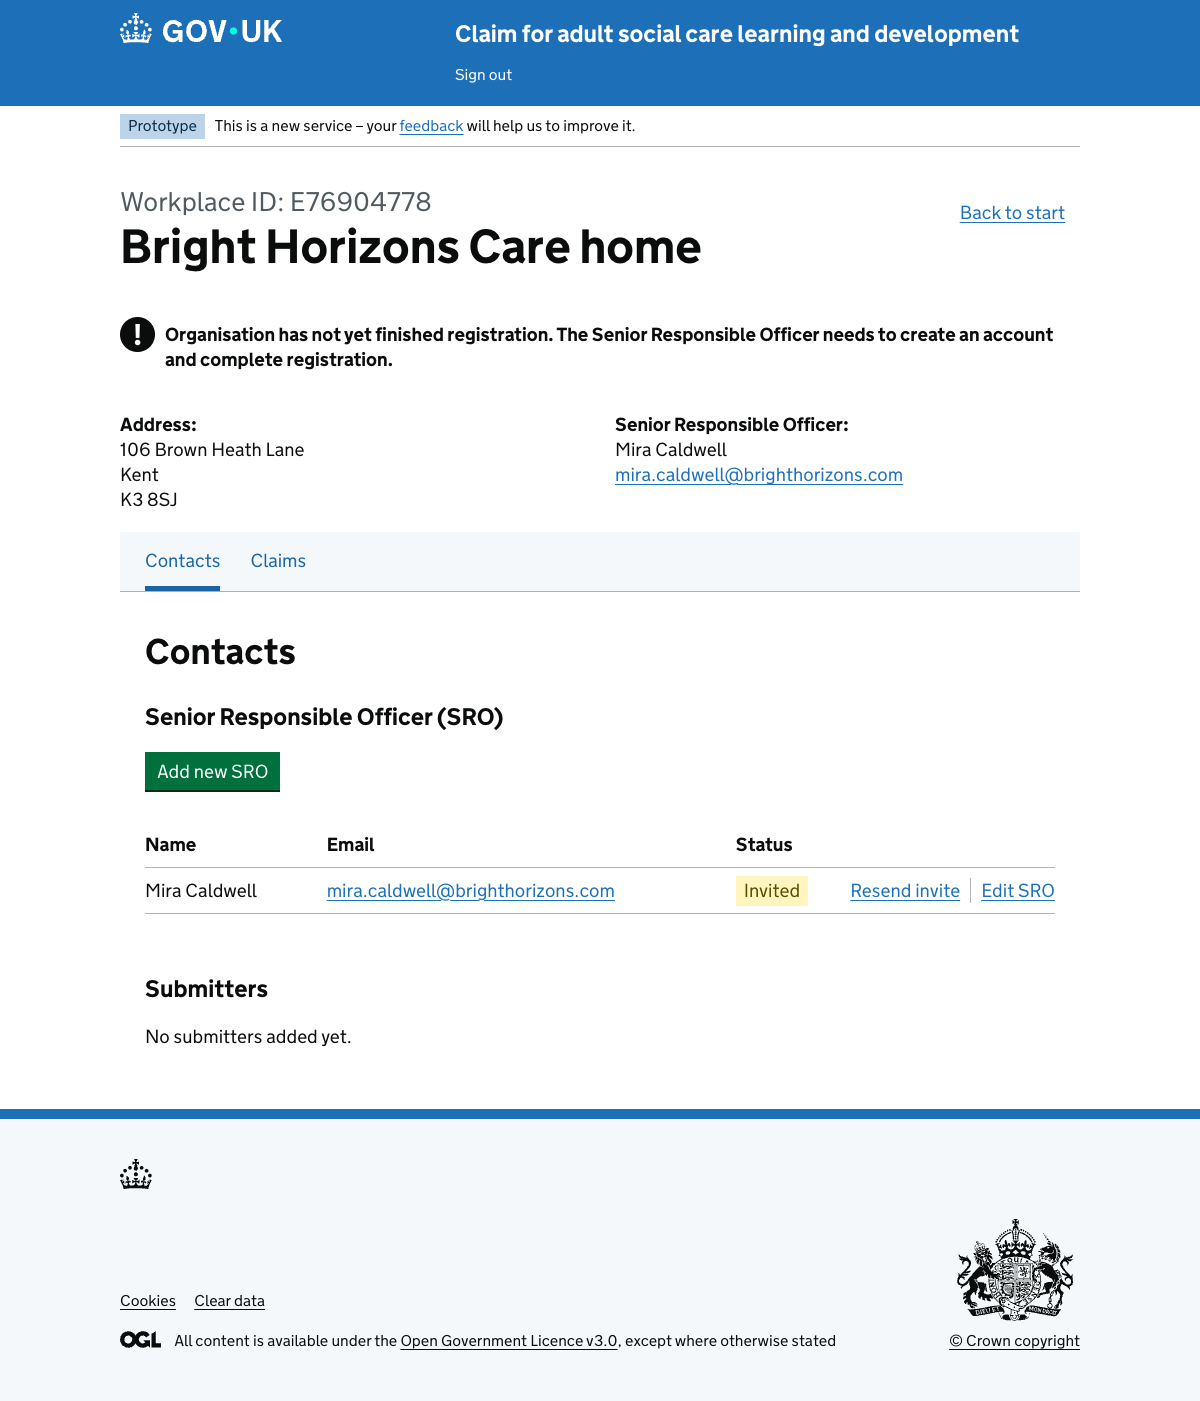 GOV·UK
Claim for adult social care learning and development
Sign out
Prototype This is a new service – your feedback will help us to improve it.
Workplace ID: E76904778
Back to start
Bright Horizons Care home
! Organisation has not yet finished registration. The Senior Responsible Officer needs to create an account
and complete registration.
Address:
106 Brown Heath Lane
Kent
K3 8SJ
Senior Responsible Officer:
Mira Caldwell
mira.caldwell@brighthorizons.com
Contacts Claims
Contacts
Senior Responsible Officer (SRO)
Add new SRO
Name Email Status
Mira Caldwell mira.caldwell@brighthorizons.com Invited Resend invite Edit SRO
Submitters
No submitters added yet.
Cookies Clear data
OGL All content is available under the Open Government Licence v3.0, except where otherwise stated
© Crown copyright